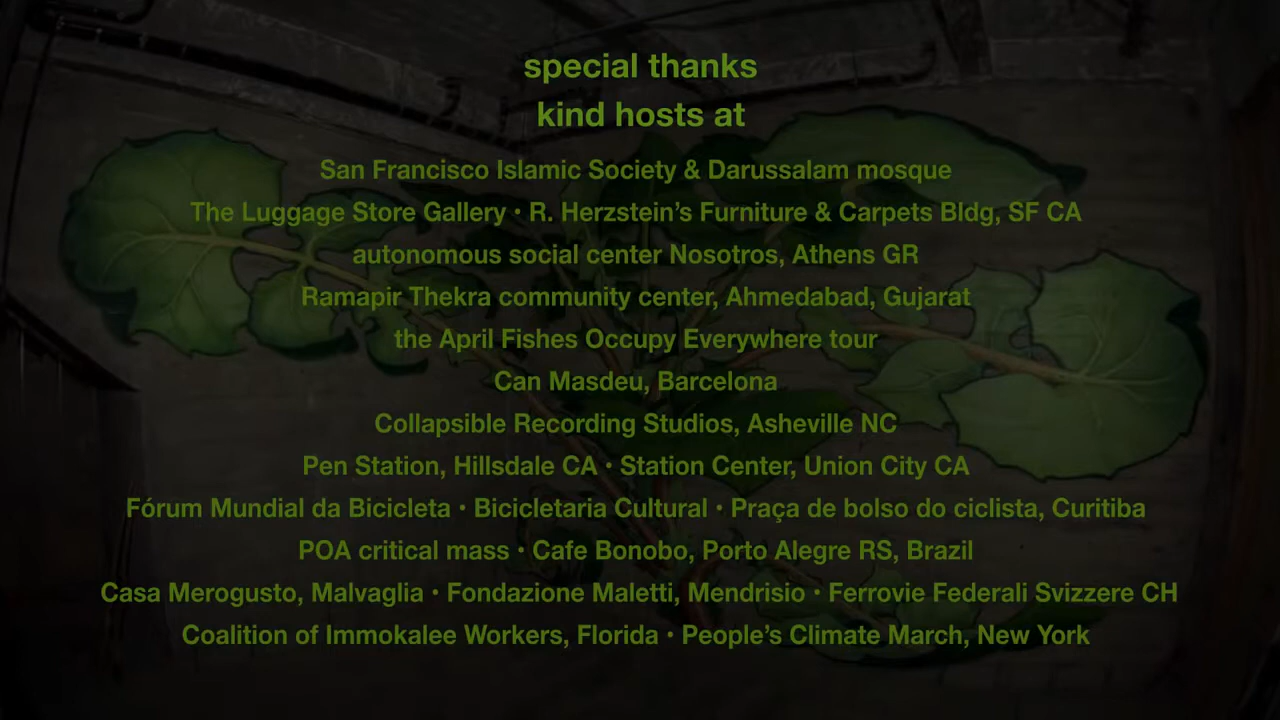 special thanks
kind hosts at
San Francisco Islamic Society & Darussalam mosque
The Luggage Store Gallery • R. Herzstein’s Furniture & Carpets Bldg, SF CA
autonomous social center Nosotros, Athens GR
Ramapir Thekra community center, Ahmedabad, Gujarat
the April Fishes Occupy Everywhere tour
Can Masdeu, Barcelona
Collapsible Recording Studios, Asheville NC
Pen Station, Hillsdale CA • Station Center, Union City CA
Fórum Mundial da Bicicleta • Bicicletaria Cultural • Praça de bolso do ciclista, Curitiba
POA critical mass • Cafe Bonobo, Porto Alegre RS, Brazil
Casa Merogusto, Malvaglia • Fondazione Maletti, Mendrisio • Ferrovie Federali Svizzere CH
Coalition of Immokalee Workers, Florida • People’s Climate March, New York